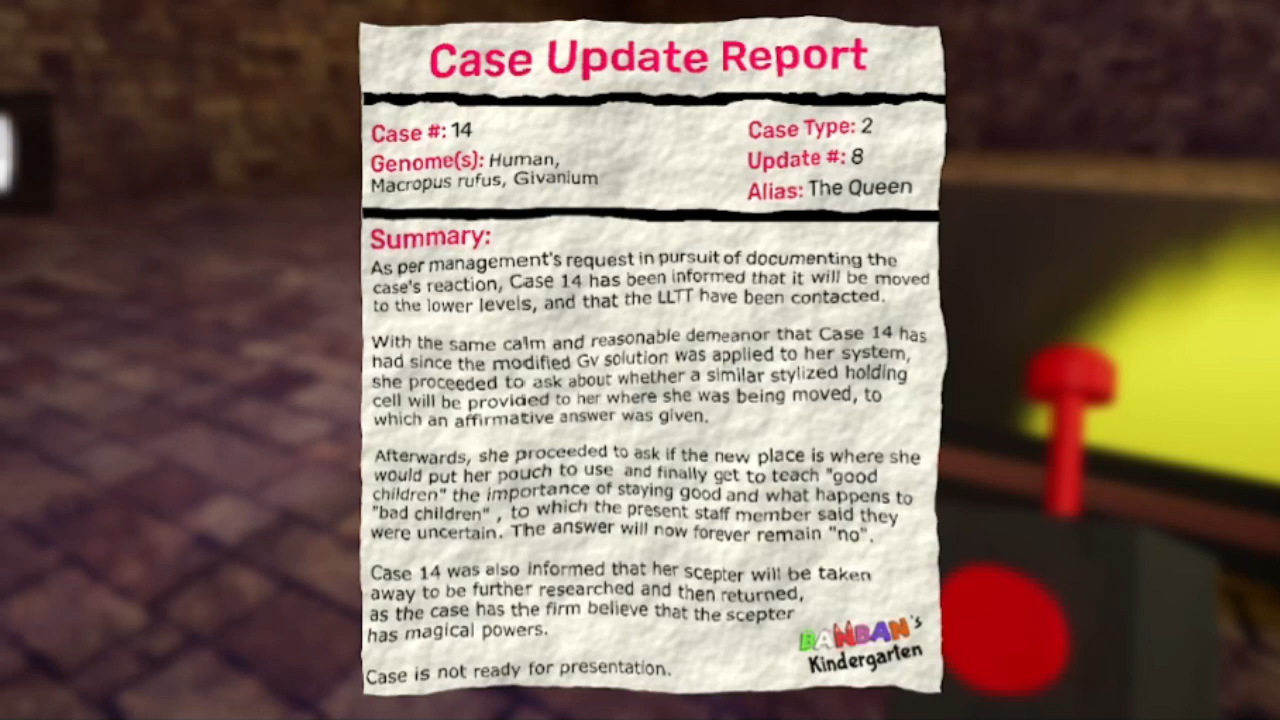 Case Update Report
Case #: 14
Case Type: 2
Genome(s): Human,
Macropus rufus, Givanium
Update #: 8
Alias: The Queen
Summary:
As per management's request in pursuit of documenting the
case's reaction, Case 14 has been informed that it will be moved
to the lower levels, and that the LLTT have been contacted.
With the same calm and reasonable demeanor that Case 14 has
had since the modified Gv solution was applied to her system,
she proceeded to ask about whether a similar stylized holding
cell will be provided to her where she was being moved, to
which an affirmative answer was given.
Afterwards, she proceeded to ask if the new place is where she
would put her pouch to use and finally get to teach "good
children" the importance of staying good and what happens to
"bad children" , to which the present staff member said they
were uncertain. The answer will now forever remain "no".
Case 14 was also informed that her scepter will be taken
away to be further researched and then returned,
as the case has the firm believe that the scepter
has magical powers.
Case is not ready for presentation.
BANBAN's
Kindergarten